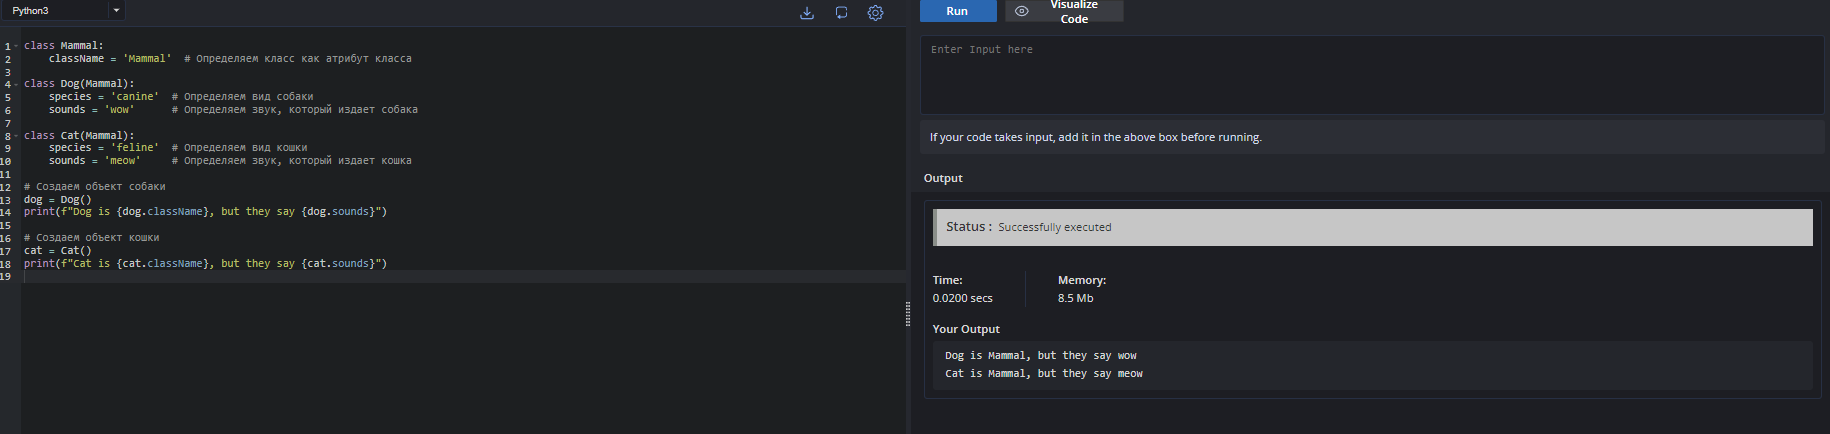 Python3
1 class Mammal:
2     className = 'Mammal'  # Определяем класс как атрибут класса
3
4 class Dog(Mammal):
5     species = 'canine'  # Определяем вид собаки
6     sounds = 'wow'      # Определяем звук, который издает собака
7
8 class Cat(Mammal):
9     species = 'feline'  # Определяем вид кошки
10     sounds = 'meow'     # Определяем звук, который издает кошка
11
12 # Создаем объект собаки
13 dog = Dog()
14 print(f"Dog is {dog.className}, but they say {dog.sounds}")
15
16 # Создаем объект кошки
17 cat = Cat()
18 print(f"Cat is {cat.className}, but they say {cat.sounds}")
19
Run
Visualize
Code
Enter Input here
If your code takes input, add it in the above box before running.
Output
Status : Successfully executed
Time: Memory:
0.0200 secs 8.5 Mb
Your Output
Dog is Mammal, but they say wow
Cat is Mammal, but they say meow